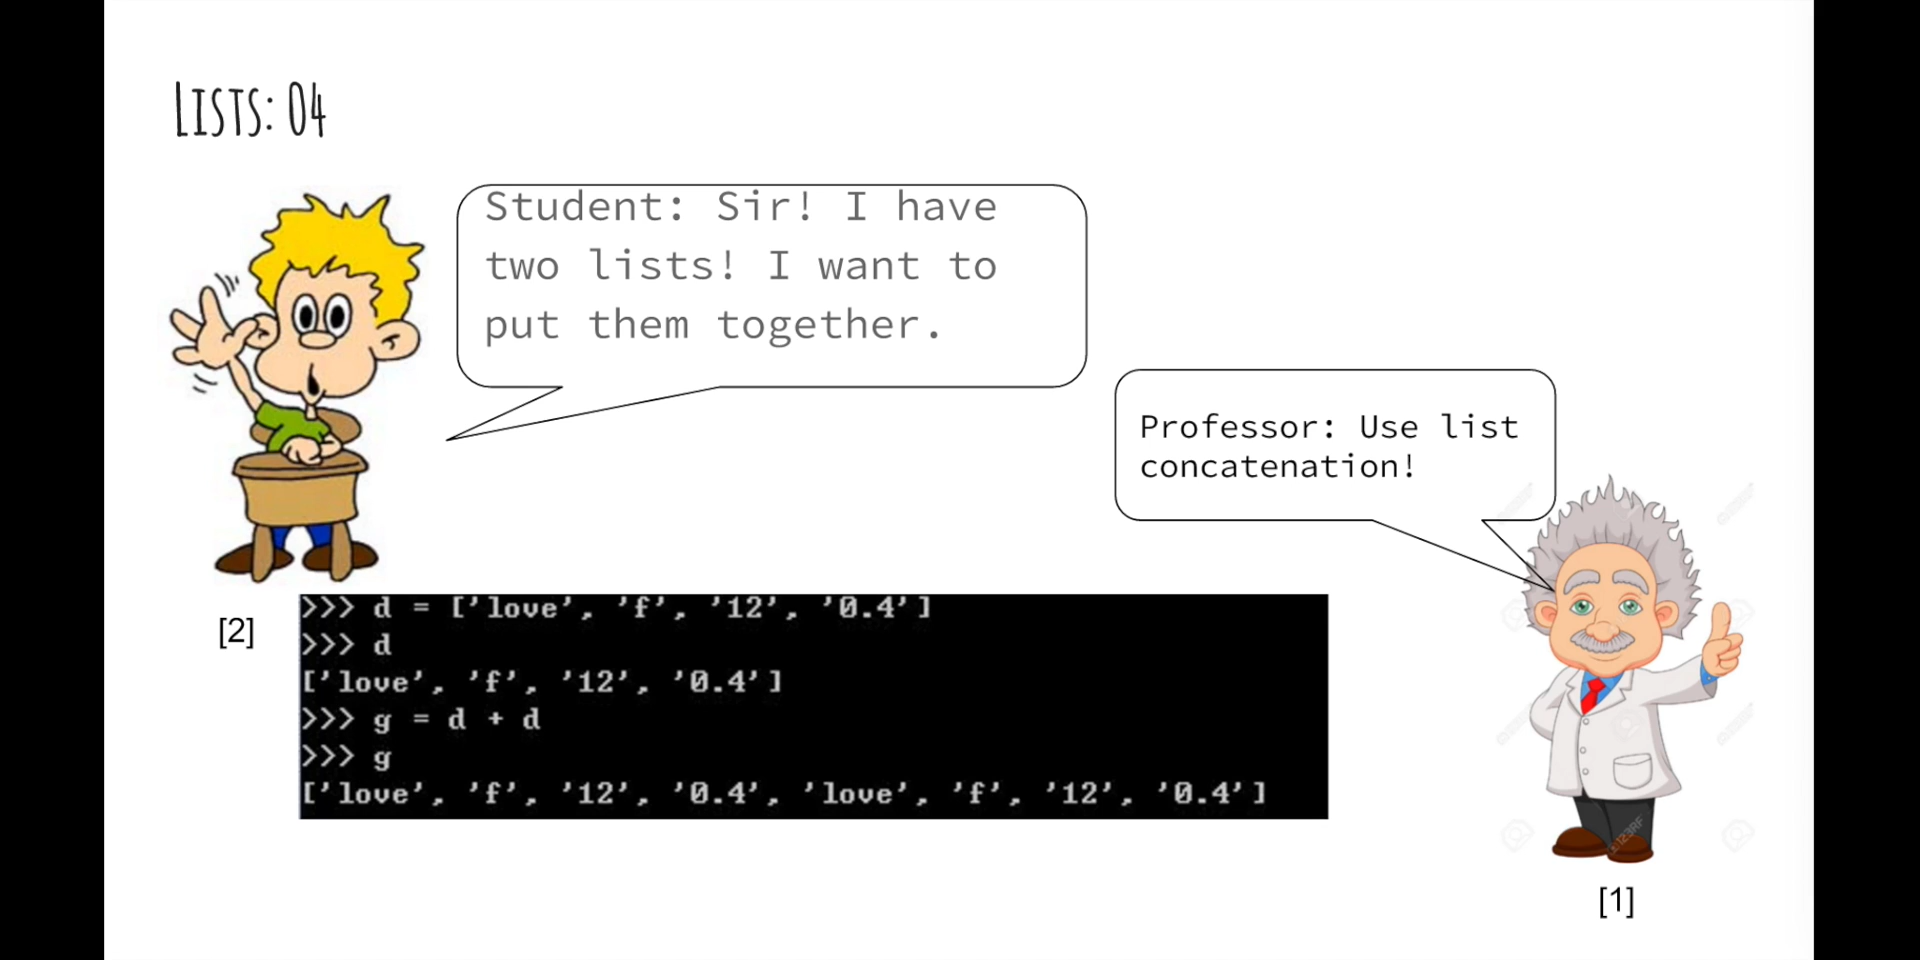 Lists: 04
Student: Sir! I have
two lists! I want to
put them together.
Professor: Use list
concatenation!
[2]
>>> d = ['love', 'f', '12', '0.4']
>>> d
['love', 'f', '12', '0.4']
>>> g = d + d
>>> g
['love', 'f', '12', '0.4', 'love', 'f', '12', '0.4']
123RF
[1]